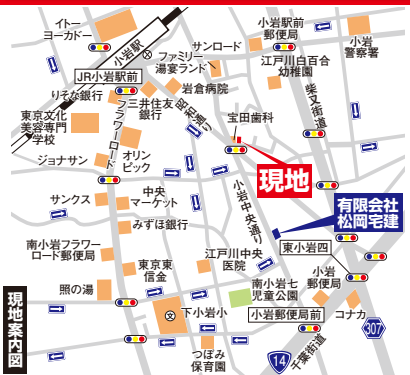 イトー
ヨーカドー
小岩駅
サンロード
小岩駅前
郵便局
小岩
警察署
ファミリー
湯宴ランド
江戸川白百合
幼稚園
JR小岩駅前
りそな銀行
三井住友
銀行
岩倉病院
昭和通り
柴又街道
フラワーロード
東京文化
美容専門
学校
宝田歯科
ジョナサン
オリン
ピック
現地
小岩中央通り
サンクス
中央
マーケット
有限会社
松岡宅建
みずほ銀行
南小岩フラワー
ロード郵便局
江戸川中央
医院
東小岩四
東京東
信金
照の湯
南小岩七
児童公園
小岩
郵便局
コナカ
下小岩小
文
小岩郵便局前
307
つぼみ
保育園
14
千葉街道
現地案内図